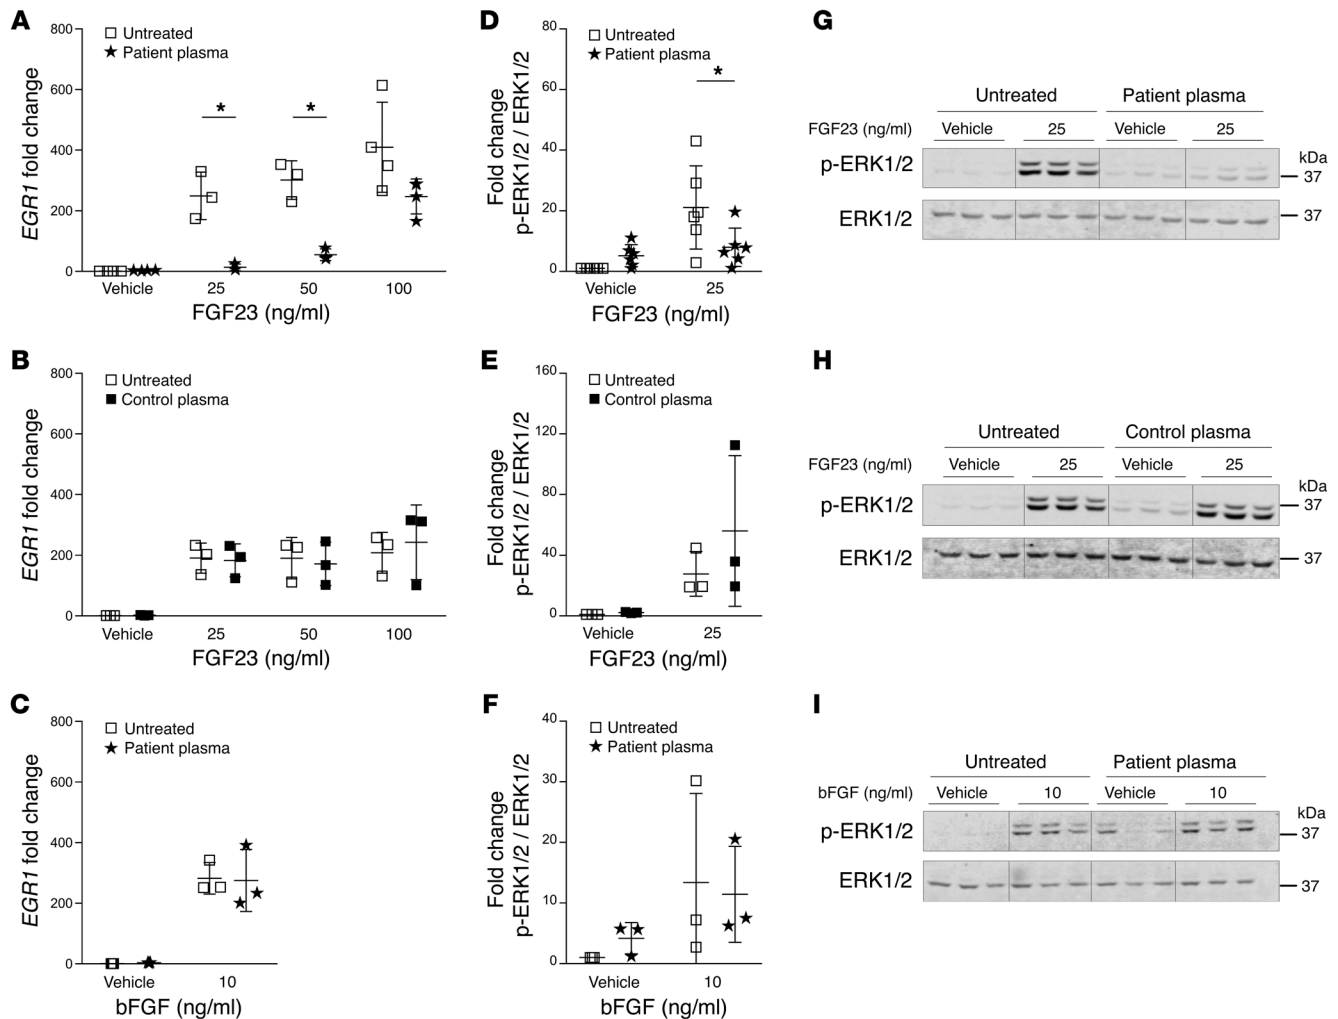 A
800
600
400
200
0
EGR1 fold change
Untreated
Patient plasma
*
*
Vehicle
25
50
100
FGF23 (ng/ml)
D
80
60
40
20
0
Fold change
p-ERK1/2 / ERK1/2
Untreated
Patient plasma
*
Vehicle
25
FGF23 (ng/ml)
G
Untreated
Patient plasma
FGF23 (ng/ml)
Vehicle
25
Vehicle
25
p-ERK1/2
kDa
37
ERK1/2
37
B
800
600
400
200
0
EGR1 fold change
Untreated
Control plasma
Vehicle
25
50
100
FGF23 (ng/ml)
E
160
120
80
40
0
Fold change
p-ERK1/2 / ERK1/2
Untreated
Control plasma
Vehicle
25
FGF23 (ng/ml)
H
Untreated
Control plasma
FGF23 (ng/ml)
Vehicle
25
Vehicle
25
p-ERK1/2
kDa
37
ERK1/2
37
C
800
600
400
200
0
EGR1 fold change
Untreated
Patient plasma
Vehicle
10
bFGF (ng/ml)
F
40
30
20
10
0
Fold change
p-ERK1/2 / ERK1/2
Untreated
Patient plasma
Vehicle
10
bFGF (ng/ml)
I
Untreated
Patient plasma
bFGF (ng/ml)
Vehicle
10
Vehicle
10
p-ERK1/2
kDa
37
ERK1/2
37